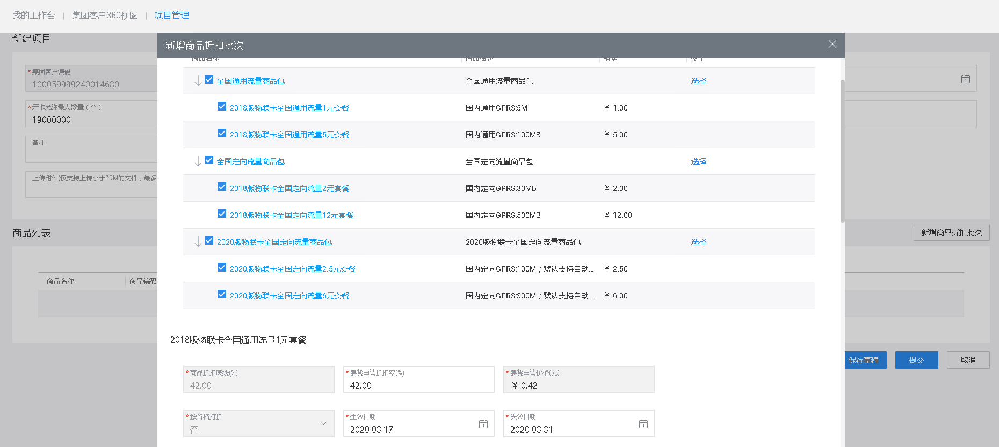 我的工作台 | 集团客户360视图 | 项目管理
新建项目
新增商品折扣批次
商品名称 商品描述 租费 操作
*集团客户编码
100059999240014680
*开卡允许最大数量（个）
19000000
备注
上传附件(仅支持上传小于20M的文件，最多
全国通用流量商品包 全国通用流量商品包 选择
2018版物联卡全国通用流量1元套餐 国内通用GPRS:5M ¥ 1.00
2018版物联卡全国通用流量5元套餐 国内通用GPRS:100MB ¥ 5.00
全国定向流量商品包 全国定向流量商品包 选择
2018版物联卡全国定向流量2元套餐 国内定向GPRS:30MB ¥ 2.00
2018版物联卡全国定向流量12元套餐 国内定向GPRS:500MB ¥ 12.00
2020版物联卡全国定向流量商品包 2020版物联卡全国定向流量商品包 选择
2020版物联卡全国定向流量2.5元套餐 国内定向GPRS:100M；默认支持自动... ¥ 2.50
2020版物联卡全国定向流量6元套餐 国内定向GPRS:300M；默认支持自动... ¥ 6.00
商品列表
新增商品折扣批次
商品名称 商品编码
2018版物联卡全国通用流量1元套餐
*商品折扣底线(%) *套餐申请折扣率(%) *套餐申请价格(元)
42.00 42.00 ¥ 0.42
*按价格打折 *生效日期 *失效日期
否 2020-03-17 2020-03-31
保存草稿 提交 取消